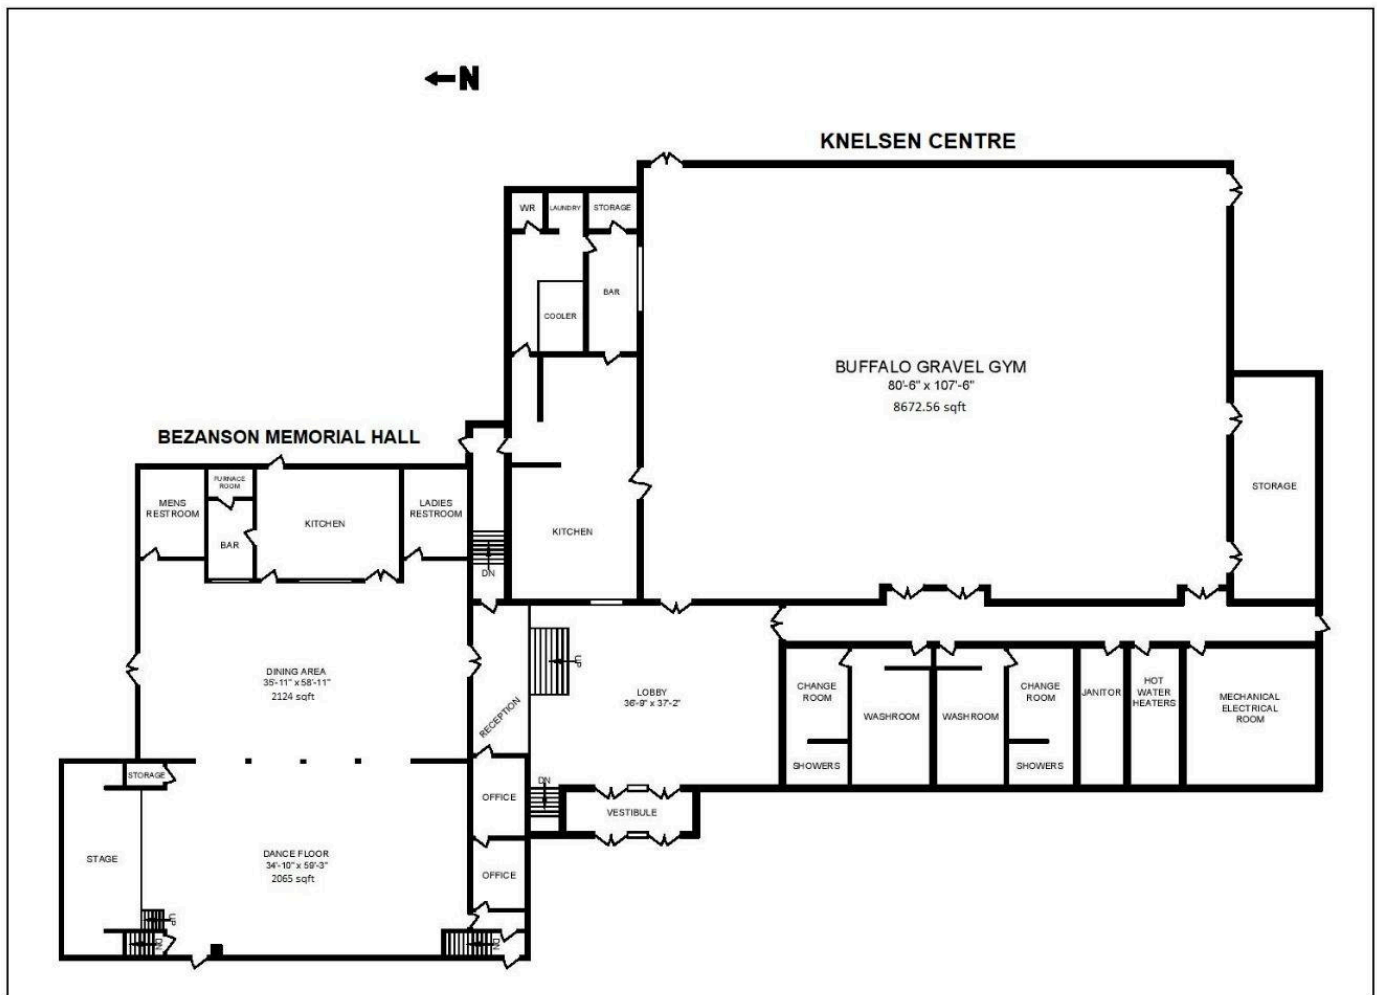 N
KNELSEN CENTRE
WR
LAUNDRY
STORAGE
BAR
COOLER
BUFFALO GRAVEL GYM
80'-6" x 107'-6"
8672.56 sqft
BEZANSON MEMORIAL HALL
MENS
RESTROOM
FURNACE
ROOM
BAR
KITCHEN
LADIES
RESTROOM
KITCHEN
STORAGE
DN
DINING AREA
35'-11" x 58'-11"
2124 sqft
RECEPTION
UP
LOBBY
36'-9" x 37'-2"
CHANGE
ROOM
WASHROOM
WASHROOM
CHANGE
ROOM
JANITOR
HOT
WATER
HEATERS
MECHANICAL
ELECTRICAL
ROOM
SHOWERS
SHOWERS
STORAGE
OFFICE
DN
VESTIBULE
STAGE
DANCE FLOOR
34'-10" x 59'-3"
2065 sqft
OFFICE
UP
DN
DN